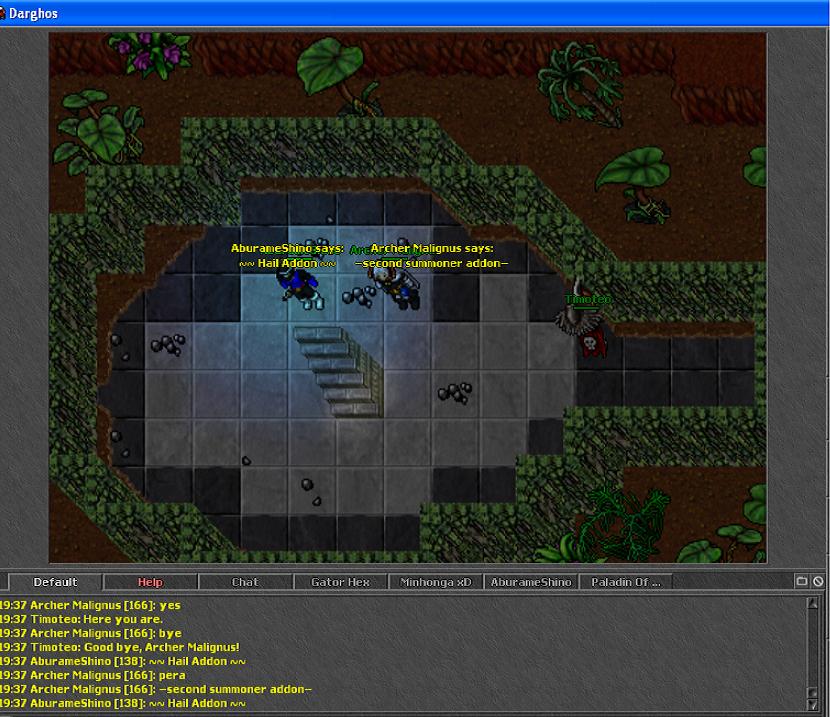 Darghos
AburameShino says:
~~ Hail Addon ~~
Archer Malignus says:
~second summoner addon~
Timoteo
Default
Help
Chat
Gator Hex
Minhonga xD
AburameShino
Paladin Of ...
19:37 Archer Malignus [166]: yes
19:37 Timoteo: Here you are.
19:37 Archer Malignus [166]: bye
19:37 Timoteo: Good bye, Archer Malignus!
19:37 AburameShino [138]: ~~ Hail Addon ~~
19:37 Archer Malignus [166]: pera
19:37 Archer Malignus [166]: ~second summoner addon~
19:37 AburameShino [138]: ~~ Hail Addon ~~